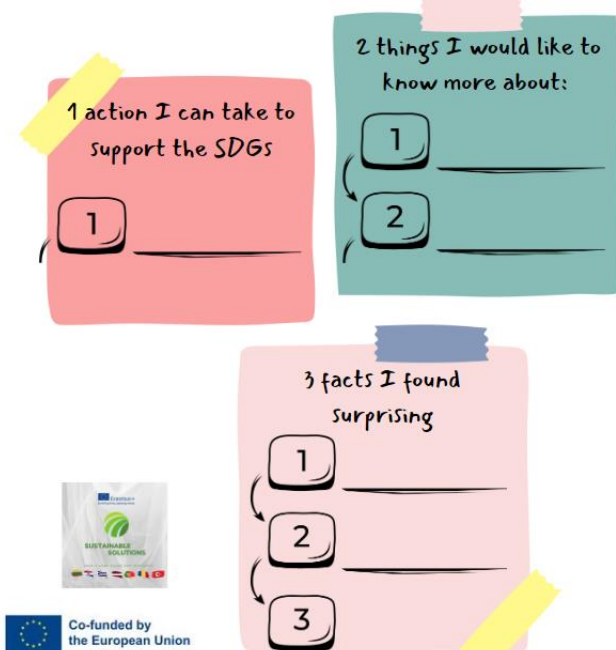 1 action I can take to
support the SDGs
1
2 things I would like to
know more about:
1
2
3 facts I found
surprising
1
2
3
Erasmus+
SUSTAINABLE
SOLUTIONS
Co-funded by
the European Union